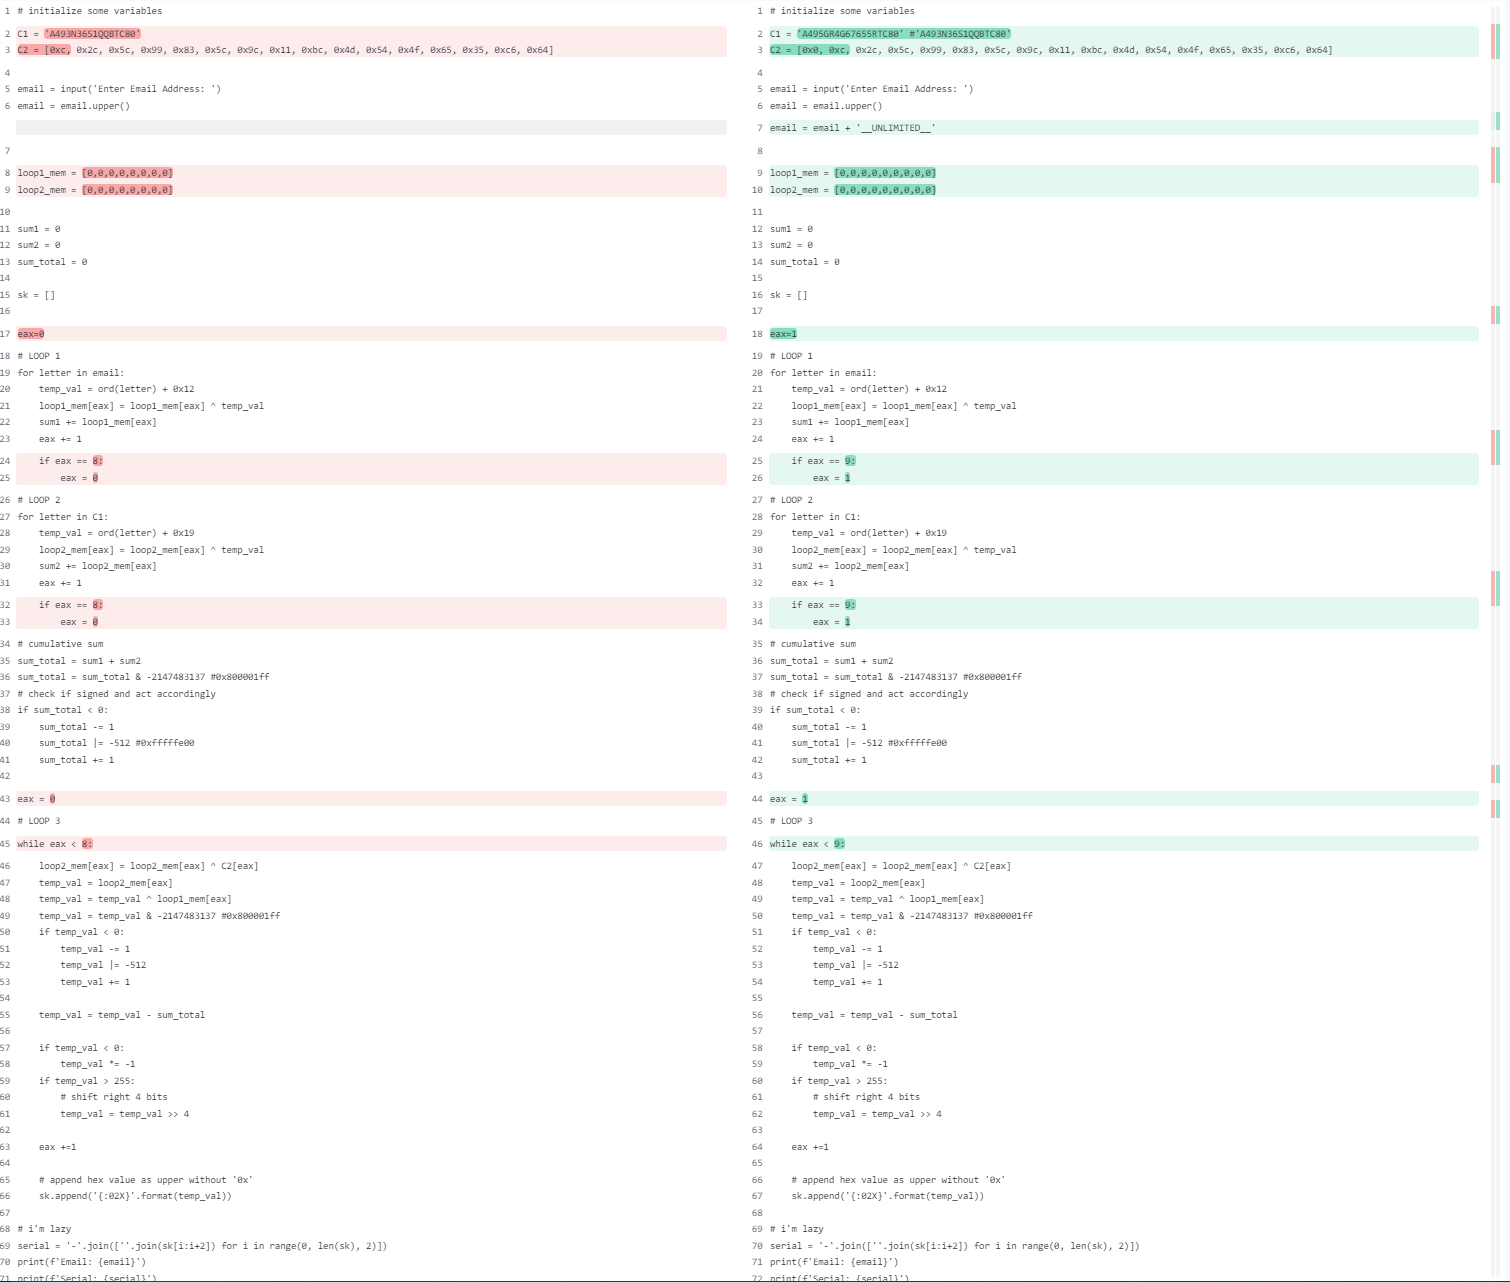 1 # initialize some variables
2 C1 = 'A493N36S1QQBTC80'
3 C2 = [0xc, 0x2c, 0x5c, 0x99, 0x83, 0x5c, 0x9c, 0x11, 0xbc, 0x4d, 0x54, 0x4f, 0x65, 0x35, 0xc6, 0x64]
4
5 email = input('Enter Email Address: ')
6 email = email.upper()
7
8 loop1_mem = [0,0,0,0,0,0,0,0]
9 loop2_mem = [0,0,0,0,0,0,0,0]
10
11 sum1 = 0
12 sum2 = 0
13 sum_total = 0
14
15 sk = []
16
17 eax=0
18 # LOOP 1
19 for letter in email:
20     temp_val = ord(letter) + 0x12
21     loop1_mem[eax] = loop1_mem[eax] ^ temp_val
22     sum1 += loop1_mem[eax]
23     eax += 1
24     if eax == 8:
25         eax = 0
26 # LOOP 2
27 for letter in C1:
28     temp_val = ord(letter) + 0x19
29     loop2_mem[eax] = loop2_mem[eax] ^ temp_val
30     sum2 += loop2_mem[eax]
31     eax += 1
32     if eax == 8:
33         eax = 0
34 # cumulative sum
35 sum_total = sum1 + sum2
36 sum_total = sum_total & -2147483137 #0x800001ff
37 # check if signed and act accordingly
38 if sum_total < 0:
39     sum_total -= 1
40     sum_total |= -512 #0xfffffe00
41     sum_total += 1
42
43 eax = 0
44 # LOOP 3
45 while eax < 8:
46     loop2_mem[eax] = loop2_mem[eax] ^ C2[eax]
47     temp_val = loop2_mem[eax]
48     temp_val = temp_val ^ loop1_mem[eax]
49     temp_val = temp_val & -2147483137 #0x800001ff
50     if temp_val < 0:
51         temp_val -= 1
52         temp_val |= -512
53         temp_val += 1
54
55     temp_val = temp_val - sum_total
56
57     if temp_val < 0:
58         temp_val *= -1
59     if temp_val > 255:
60         # shift right 4 bits
61         temp_val = temp_val >> 4
62
63     eax +=1
64
65     # append hex value as upper without '0x'
66     sk.append('{:02X}'.format(temp_val))
67
68 # i'm lazy
69 serial = '-'.join([''.join(sk[i:i+2]) for i in range(0, len(sk), 2)])
70 print(f'Email: {email}')
71 print(f'Serial: {serial}')
1 # initialize some variables
2 C1 = 'A495GR4G67655RTC80' #'A493N36S1QQBTC80'
3 C2 = [0x0, 0xc, 0x2c, 0x5c, 0x99, 0x83, 0x5c, 0x9c, 0x11, 0xbc, 0x4d, 0x54, 0x4f, 0x65, 0x35, 0xc6, 0x64]
4
5 email = input('Enter Email Address: ')
6 email = email.upper()
7 email = email + '__UNLIMITED__'
8
9 loop1_mem = [0,0,0,0,0,0,0,0,0]
10 loop2_mem = [0,0,0,0,0,0,0,0,0]
11
12 sum1 = 0
13 sum2 = 0
14 sum_total = 0
15
16 sk = []
17
18 eax=1
19 # LOOP 1
20 for letter in email:
21     temp_val = ord(letter) + 0x12
22     loop1_mem[eax] = loop1_mem[eax] ^ temp_val
23     sum1 += loop1_mem[eax]
24     eax += 1
25     if eax == 9:
26         eax = 1
27 # LOOP 2
28 for letter in C1:
29     temp_val = ord(letter) + 0x19
30     loop2_mem[eax] = loop2_mem[eax] ^ temp_val
31     sum2 += loop2_mem[eax]
32     eax += 1
33     if eax == 9:
34         eax = 1
35 # cumulative sum
36 sum_total = sum1 + sum2
37 sum_total = sum_total & -2147483137 #0x800001ff
38 # check if signed and act accordingly
39 if sum_total < 0:
40     sum_total -= 1
41     sum_total |= -512 #0xfffffe00
42     sum_total += 1
43
44 eax = 1
45 # LOOP 3
46 while eax < 9:
47     loop2_mem[eax] = loop2_mem[eax] ^ C2[eax]
48     temp_val = loop2_mem[eax]
49     temp_val = temp_val ^ loop1_mem[eax]
50     temp_val = temp_val & -2147483137 #0x800001ff
51     if temp_val < 0:
52         temp_val -= 1
53         temp_val |= -512
54         temp_val += 1
55
56     temp_val = temp_val - sum_total
57
58     if temp_val < 0:
59         temp_val *= -1
60     if temp_val > 255:
61         # shift right 4 bits
62         temp_val = temp_val >> 4
63
64     eax +=1
65
66     # append hex value as upper without '0x'
67     sk.append('{:02X}'.format(temp_val))
68
69 # i'm lazy
70 serial = '-'.join([''.join(sk[i:i+2]) for i in range(0, len(sk), 2)])
71 print(f'Email: {email}')
72 print(f'Serial: {serial}')